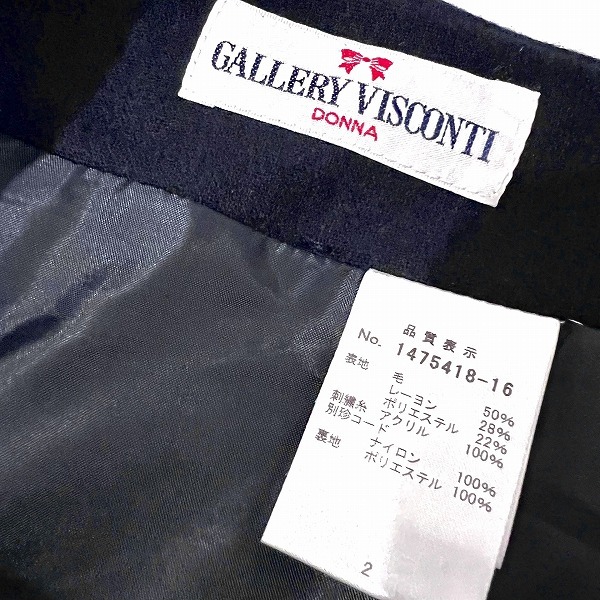 GALLERY VISCONTI
DONNA
品質表示
No. 1475418-16
表地 毛 50%
レーヨン 28%
ポリエステル 22%
刺繍糸 アクリル 100%
別珍コード
裏地 ナイロン 100%
ポリエステル 100%
2